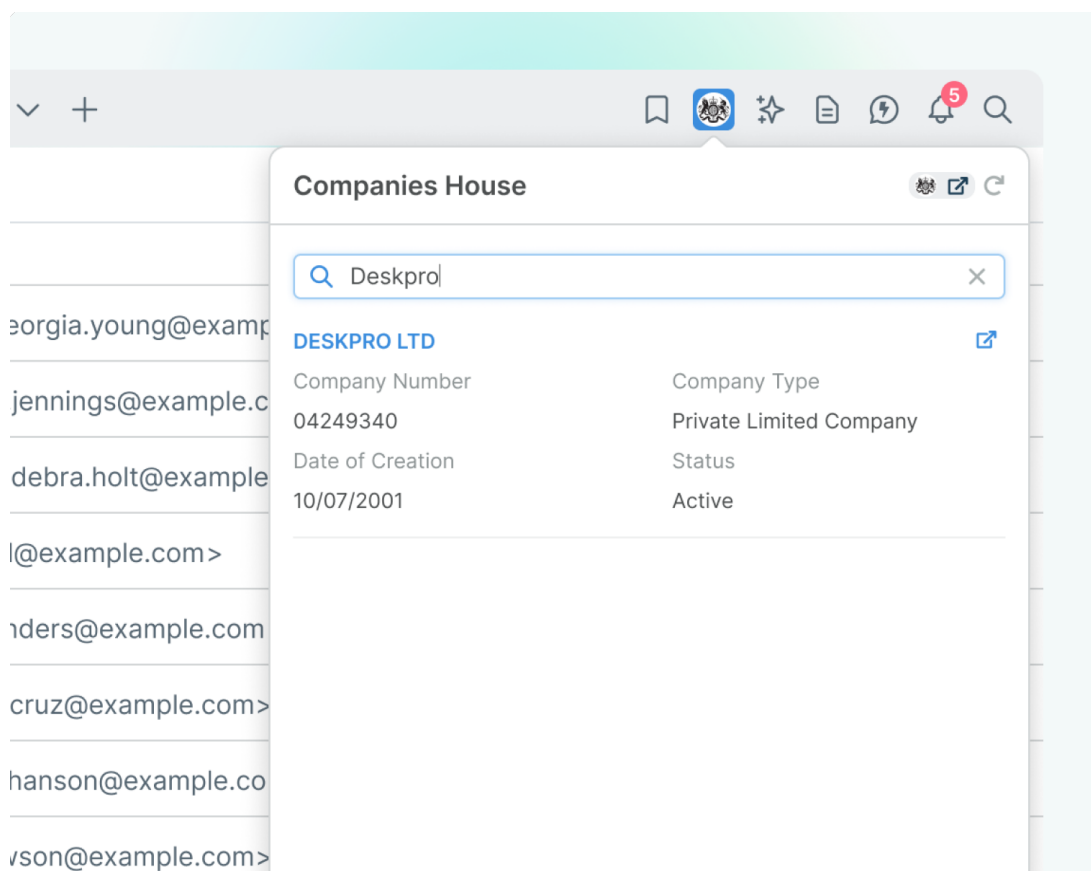 5
Companies House
Deskpro
DESKPRO LTD
Company Number
Company Type
04249340
Private Limited Company
Date of Creation
Status
10/07/2001
Active
eorgia.young@examp
jennings@example.c
debra.holt@example
@example.com>
nders@example.com
cruz@example.com>
hanson@example.co
wson@example.com>